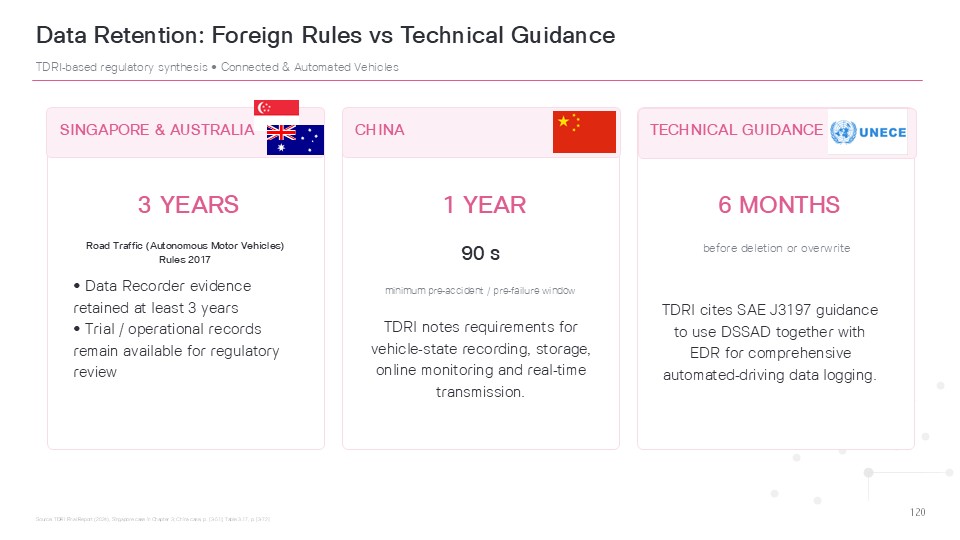 Data Retention: Foreign Rules vs Technical Guidance
TDRI-based regulatory synthesis • Connected & Automated Vehicles
SINGAPORE & AUSTRALIA
3 YEARS
Road Traffic (Autonomous Motor Vehicles)
Rules 2017
• Data Recorder evidence
retained at least 3 years
• Trial / operational records
remain available for regulatory
review
CHINA
1 YEAR
90 s
minimum pre-accident / pre-failure window
TDRI notes requirements for
vehicle-state recording, storage,
online monitoring and real-time
transmission.
TECHNICAL GUIDANCE
UNECE
6 MONTHS
before deletion or overwrite
TDRI cites SAE J3197 guidance
to use DSSAD together with
EDR for comprehensive
automated-driving data logging.
120